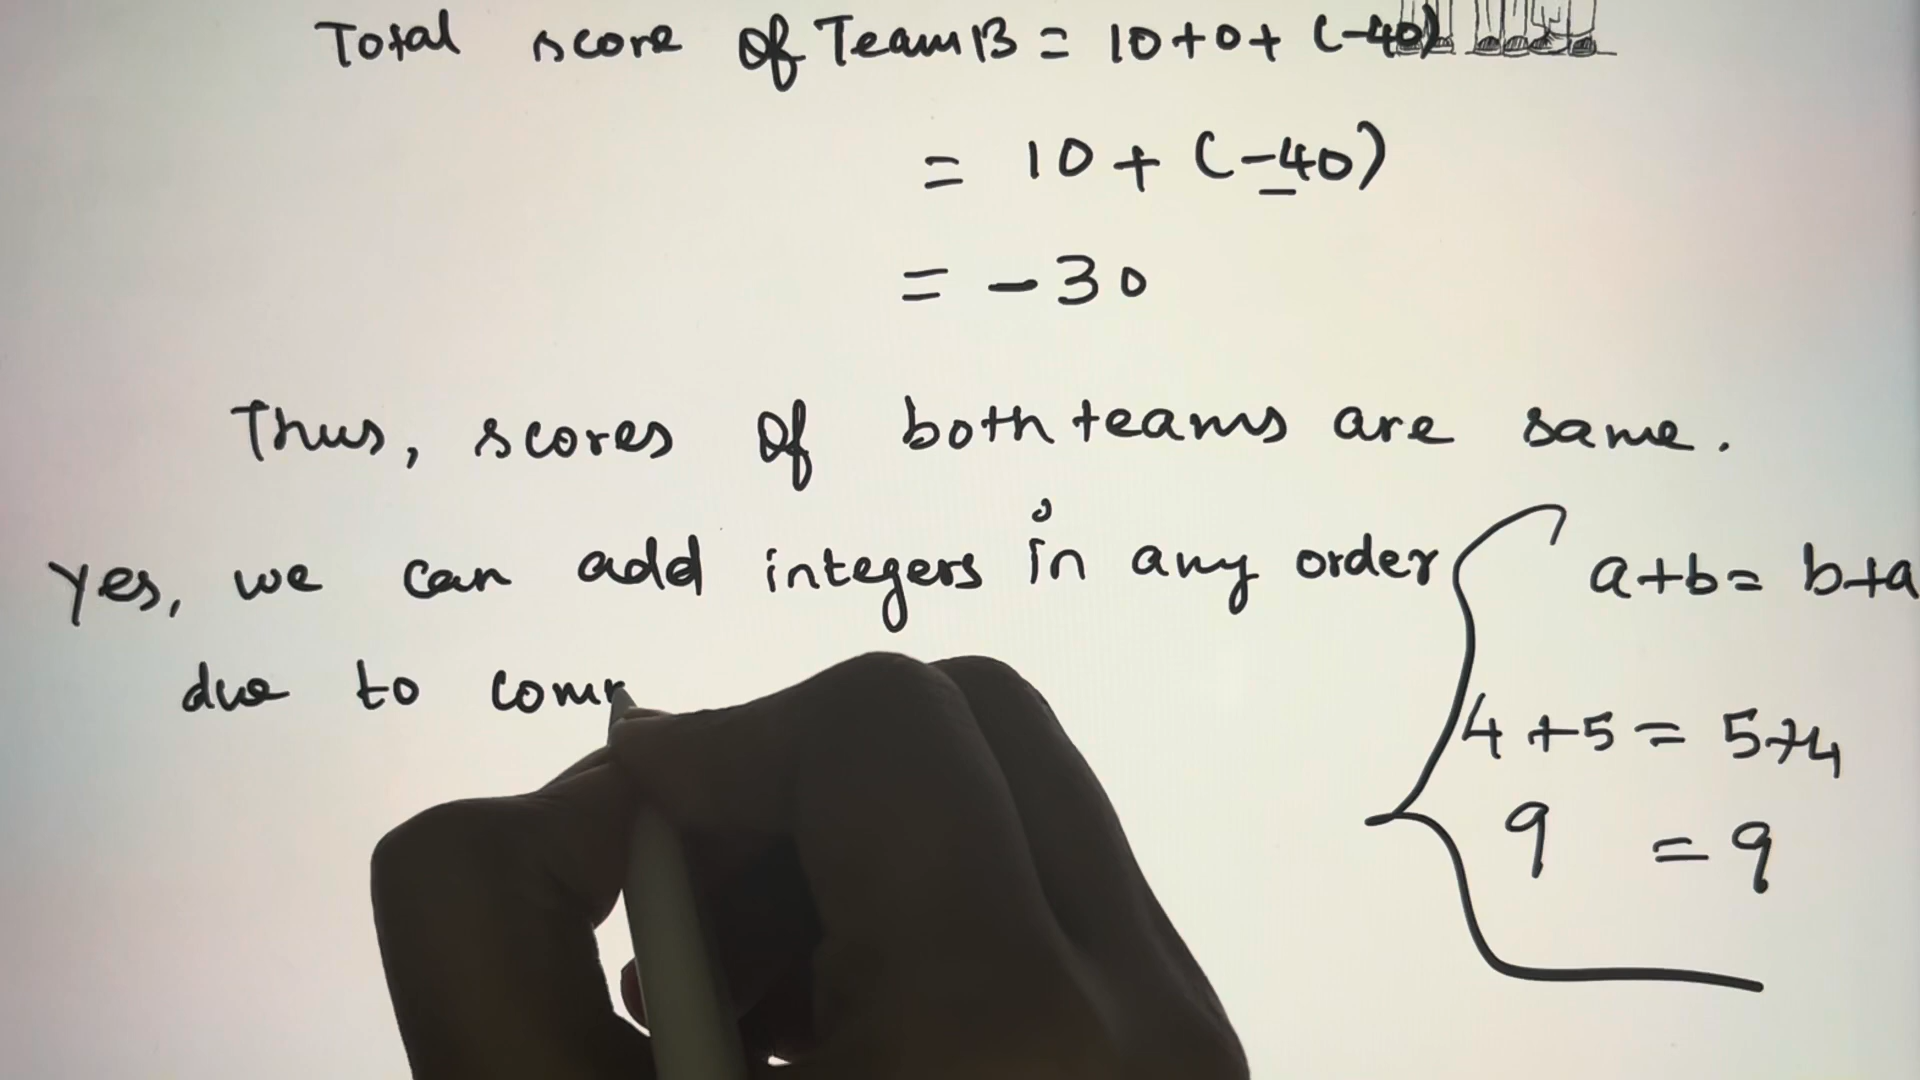 Total score of Team B = 10+0+ (-40)
= 10 + (-40)
= -30
Thus, scores of both teams are same.
Yes, we can add integers in any order
due to
a+b= b+a
4+5= 5+4
9 = 9